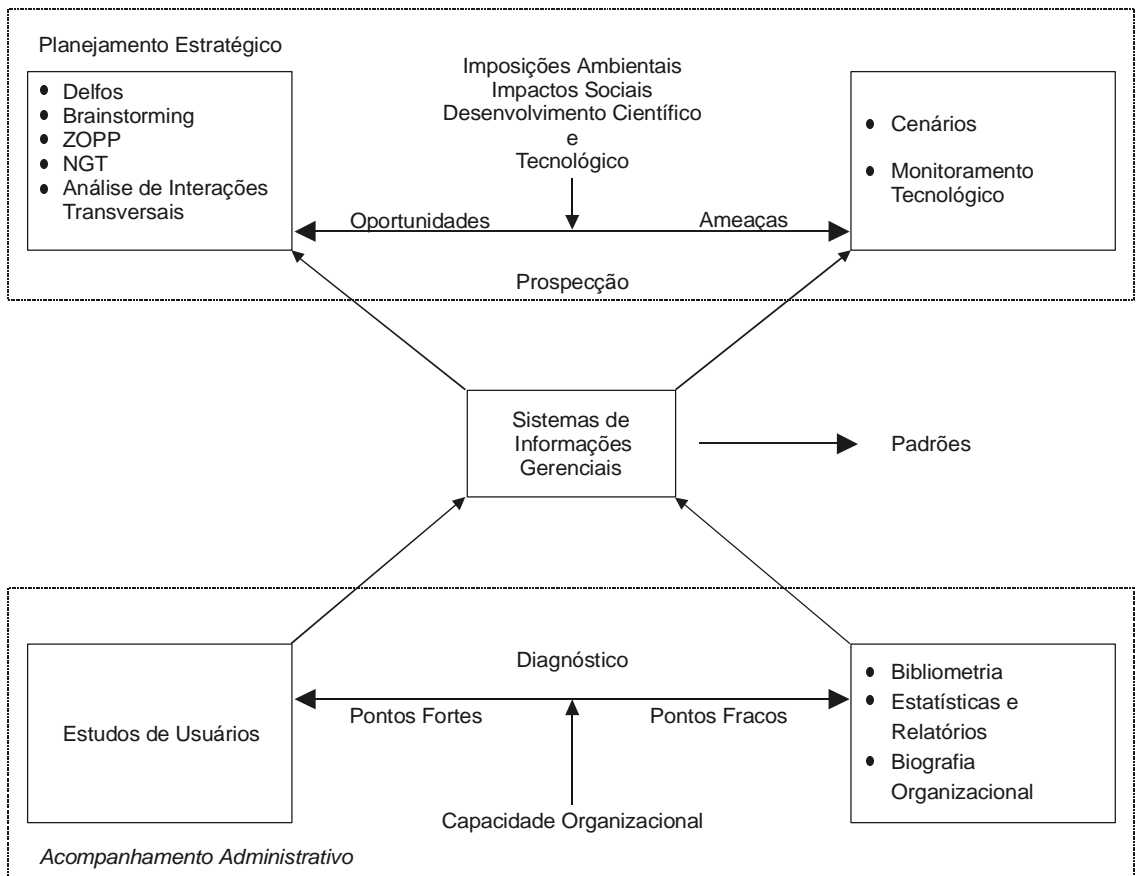 Planejamento Estratégico
Delfos
Brainstorming
ZOPP
NGT
Análise de Interações
Transversais
Imposições Ambientais
Impactos Sociais
Desenvolvimento Científico
e
Tecnológico
Oportunidades
Ameaças
Prospecção
Cenários
Monitoramento
Tecnológico
Sistemas de
Informações
Gerenciais
Padrões
Estudos de Usuários
Diagnóstico
Pontos Fortes
Pontos Fracos
Capacidade Organizacional
Bibliometria
Estatísticas e
Relatórios
Biografia
Organizacional
Acompanhamento Administrativo